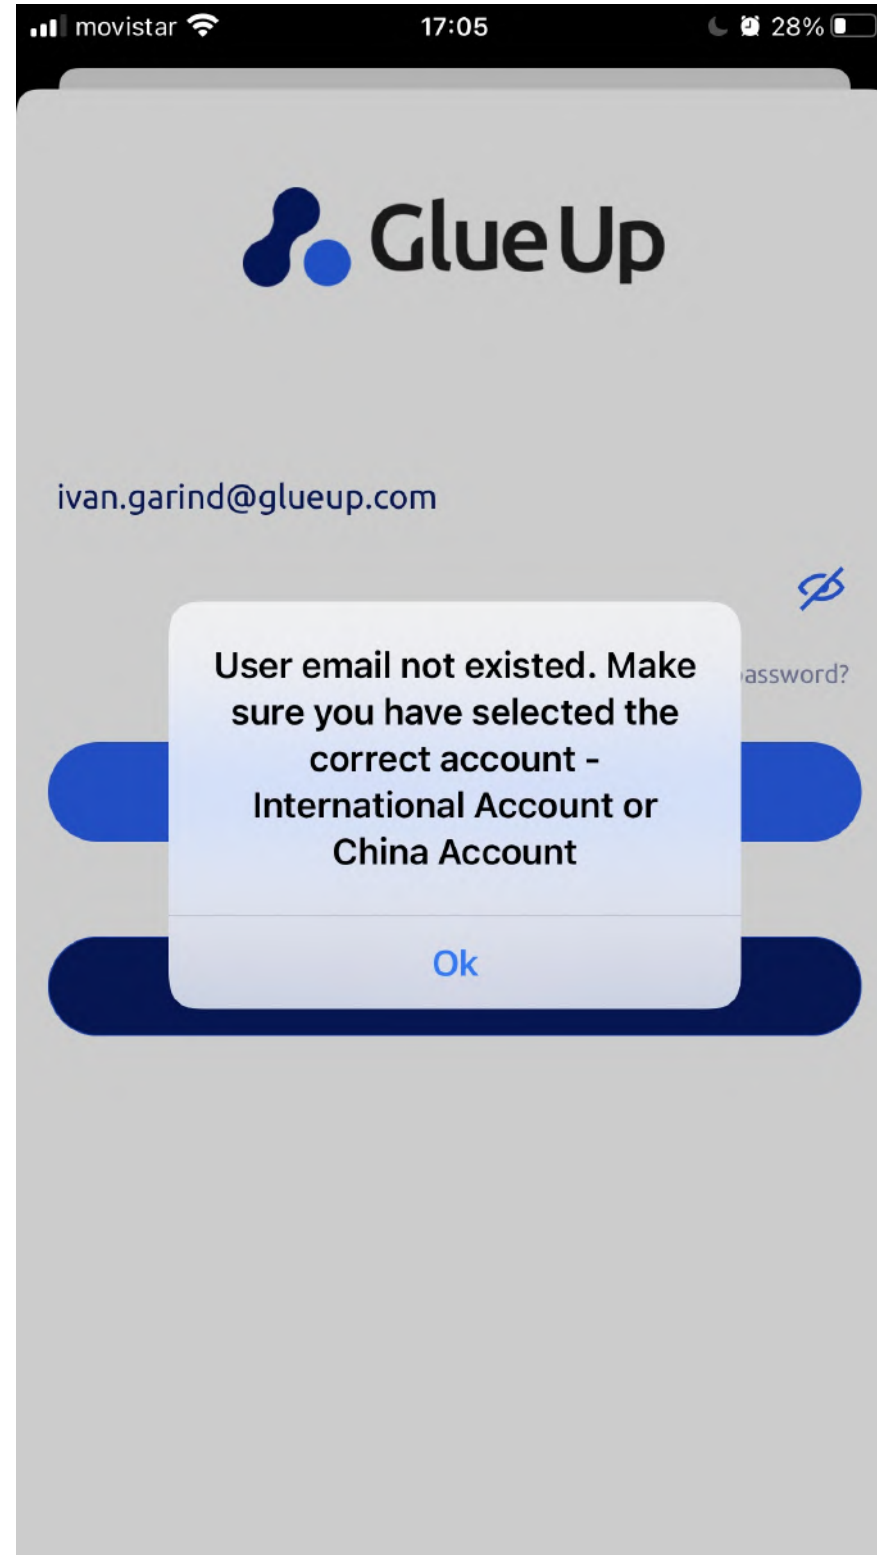 movistar 17:05 28%
Glue Up
ivan.garind@glueup.com
User email not existed. Make
sure you have selected the
correct account -
International Account or
China Account
password?
Ok